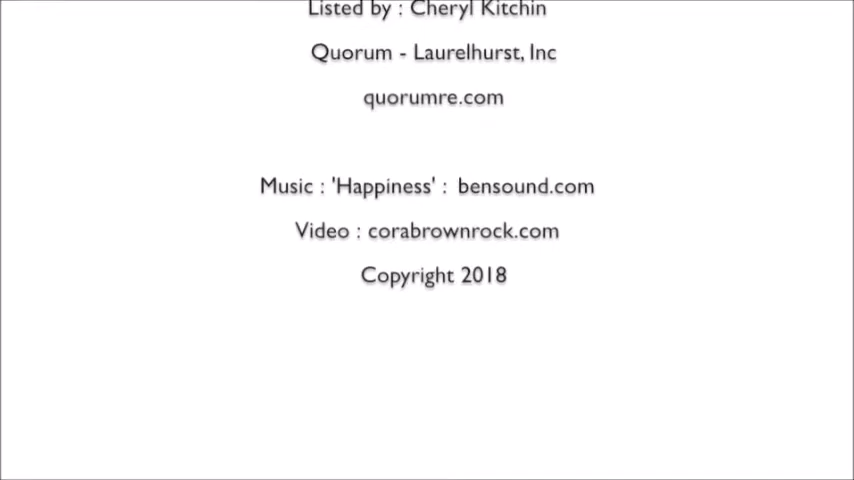 Listed by : Cheryl Kitchin
Quorum - Laurelhurst, Inc
quorumre.com
Music : 'Happiness' : bensound.com
Video : corabrownrock.com
Copyright 2018